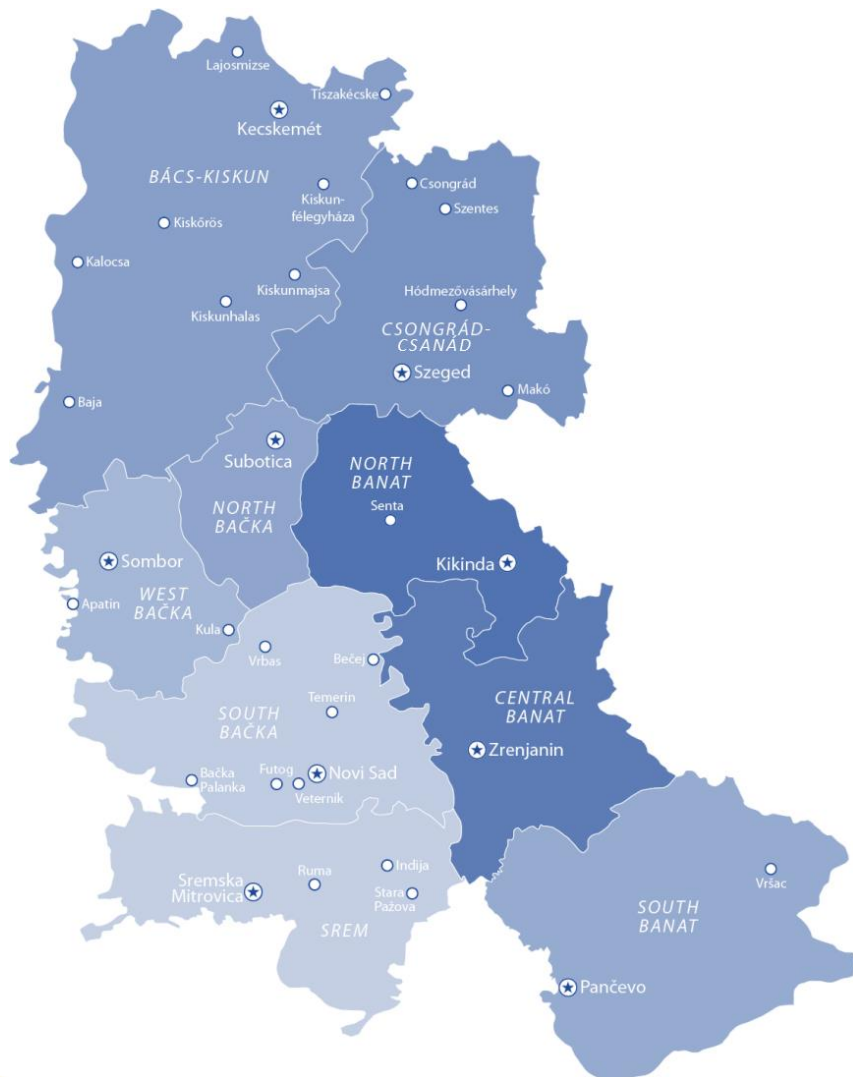 Lajosmizse
Tiszakécske
Kecskemét
BÁCS-KISKUN
Kiskun-
félegyháza
Csongrád
Szentes
Kiskőrös
Kalocsa
Kiskunmajsa
Kiskunhalas
Hódmezővásárhely
CSONGRÁD-
CSANÁD
Szeged
Makó
Baja
Subotica
NORTH
BAČKA
NORTH
BANAT
Senta
Kikinda
Sombor
WEST
BAČKA
Apatin
Kula
Vrbas
Bečej
Temerin
SOUTH
BAČKA
CENTRAL
BANAT
Zrenjanin
Bačka
Palanka
Futog
Novi Sad
Veternik
Sremska
Mitrovica
Ruma
Inđija
Stara
Pazova
SREM
Vršac
SOUTH
BANAT
Pančevo